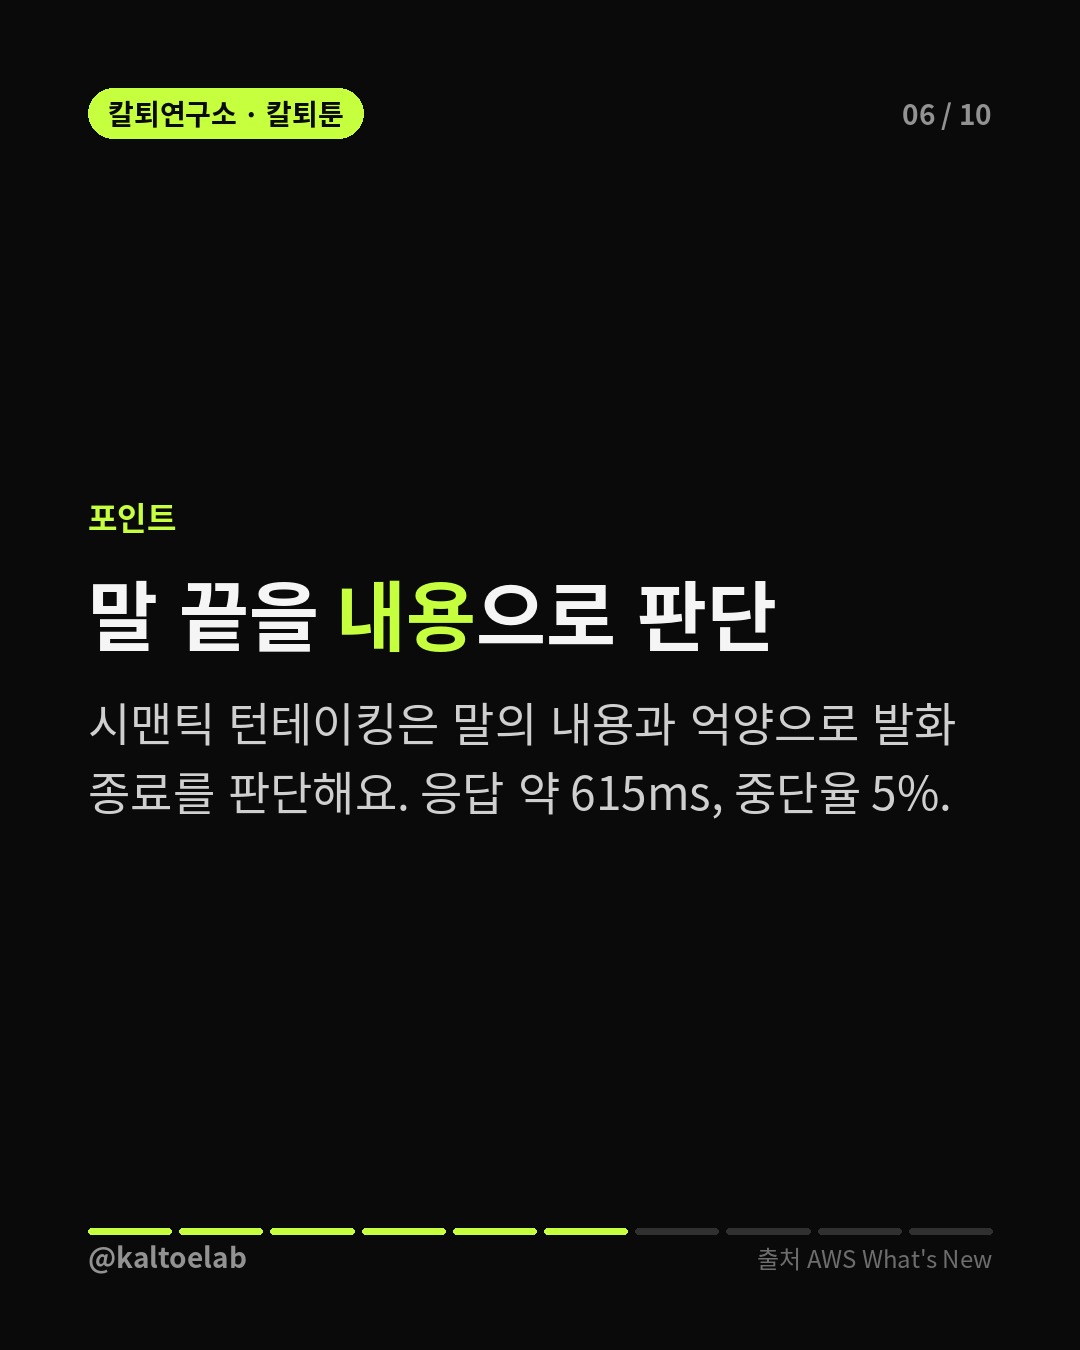 칼퇴연구소 · 칼퇴툰
06 / 10
포인트
말 끝을 내용으로 판단
시맨틱 턴테이킹은 말의 내용과 억양으로 발화
종료를 판단해요. 응답 약 615ms, 중단율 5%.
@kaltoelab
출처 AWS What's New